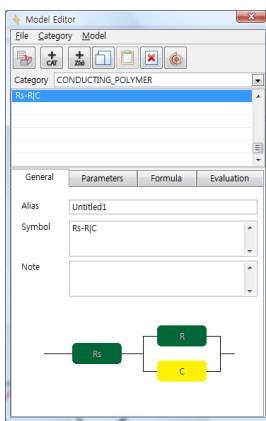 Model Editor
File Category Model
+ CAT + Z(s)
Category CONDUCTING_POLYMER
Rs-R|C
General Parameters Formula Evaluation
Alias Untitled1
Symbol Rs-R|C
Note
R
Rs
C